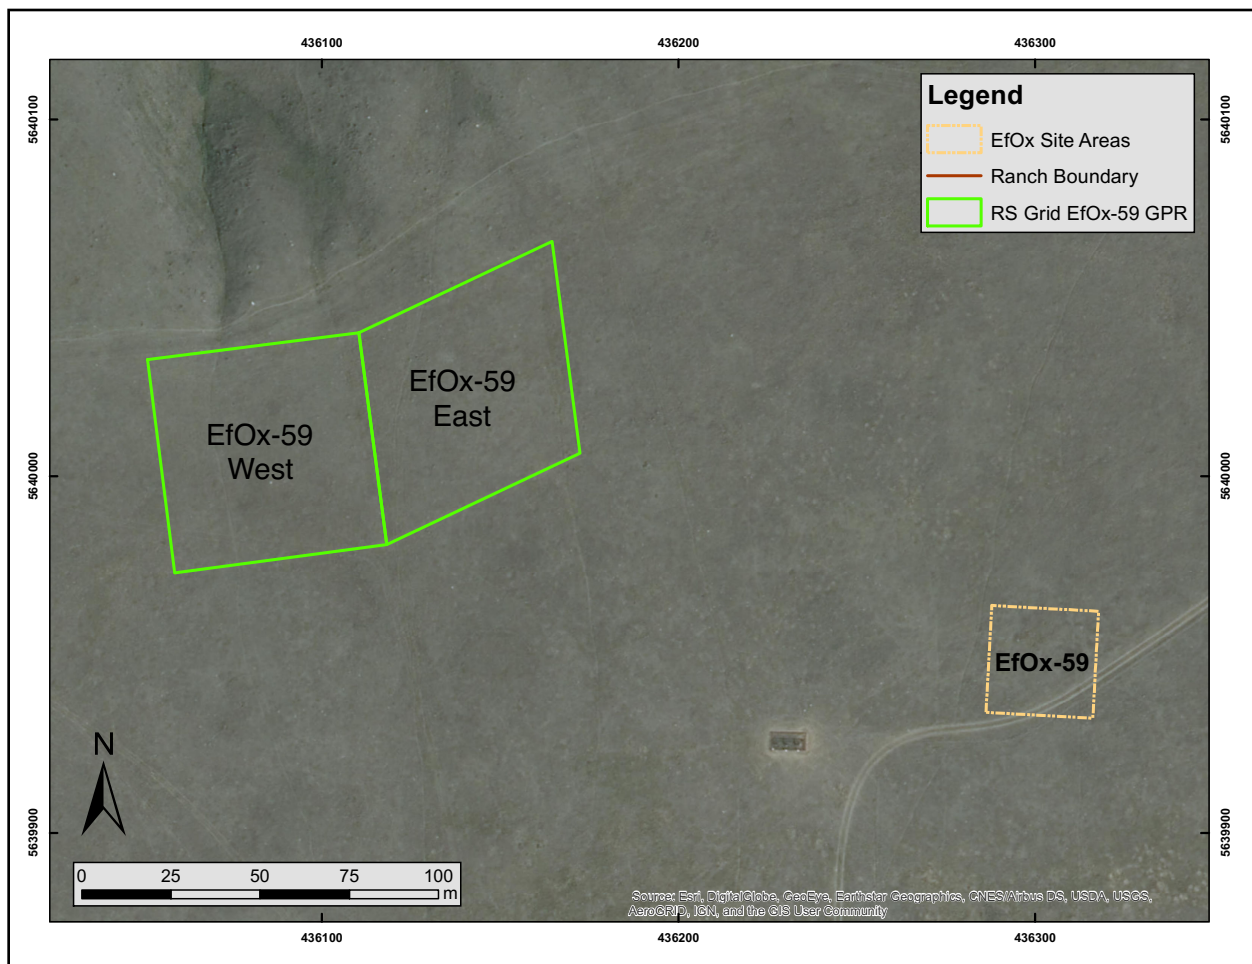 436100
436200
436300
5640100
5640100
Legend
EfOx Site Areas
Ranch Boundary
RS Grid EfOx-59 GPR
EfOx-59
East
EfOx-59
West
5640000
5640000
EfOx-59
N
5639900
5639900
0
25
50
75
100
m
Source: Esri, DigitalGlobe, GeoEye, Earthstar Geographics, CNES/Airbus DS, USDA, USGS,
AeroGRID, IGN, and the GIS User Community
436100
436200
436300